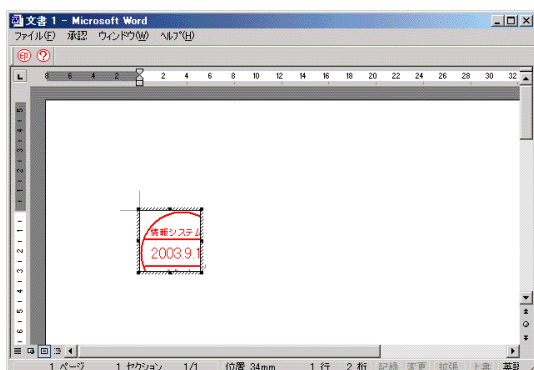 文書 1 - Microsoft Word
ファイル(F) 承認 ウィンドウ(W) ヘルプ(H)
印 ?
L 8 6 4 2 2 4 6 8 10 12 14 16 18 20 22 24 26 28 30 32
情報システム
2003.9.1
1 ページ 1 セクション 1/1 位置 34mm 1 行 2 桁 記録 変更 拡張 上書 英語